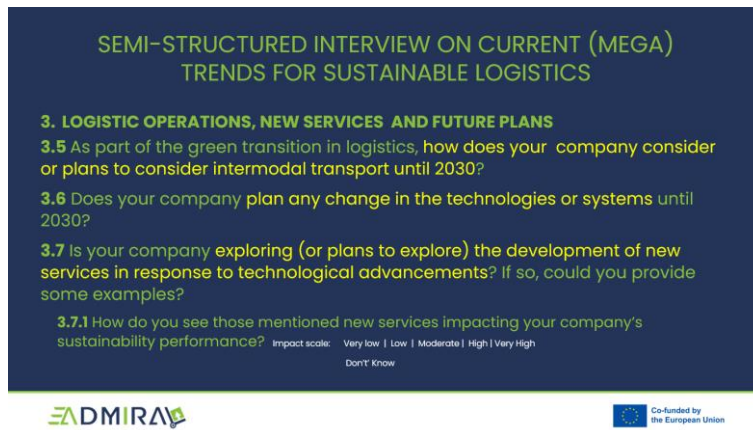 SEMI-STRUCTURED INTERVIEW ON CURRENT (MEGA)
TRENDS FOR SUSTAINABLE LOGISTICS
3. LOGISTIC OPERATIONS, NEW SERVICES AND FUTURE PLANS
3.5 As part of the green transition in logistics, how does your company consider
or plans to consider intermodal transport until 2030?
3.6 Does your company plan any change in the technologies or systems until
2030?
3.7 Is your company exploring (or plans to explore) the development of new
services in response to technological advancements? If so, could you provide
some examples?
3.7.1 How do you see those mentioned new services impacting your company's
sustainability performance? Impact scale: Very low | Low | Moderate | High | Very High
Don't' Know
ADMIRAL
Co-funded by
the European Union